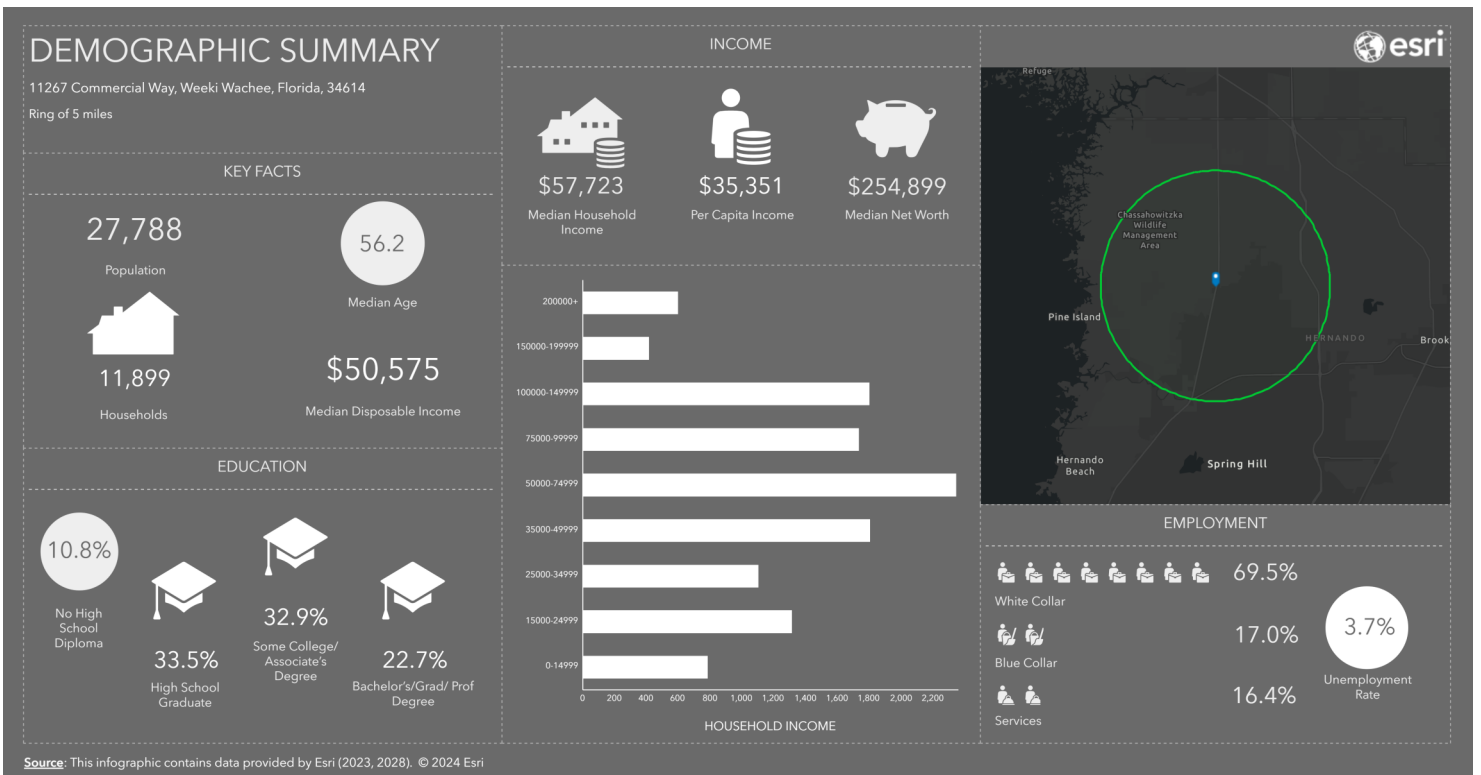 DEMOGRAPHIC SUMMARY
11267 Commercial Way, Weeki Wachee, Florida, 34614
Ring of 5 miles
KEY FACTS
27,788
Population
56.2
Median Age
11,899
Households
$50,575
Median Disposable Income
EDUCATION
10.8%
No High
School
Diploma
33.5%
High School
Graduate
32.9%
Some College/
Associate's
Degree
22.7%
Bachelor's/Grad/ Prof
Degree
INCOME
$57,723
Median Household
Income
$35,351
Per Capita Income
$254,899
Median Net Worth
200000+
150000-199999
100000-149999
75000-99999
50000-74999
35000-49999
25000-34999
15000-24999
0-14999
0 200 400 600 800 1,000 1,200 1,400 1,600 1,800 2,000 2,200
HOUSEHOLD INCOME
esri
Refuge
Chassahowitzka
Wildlife
Management
Area
Pine Island
HERNANDO
Brook
Hernando
Beach
Spring Hill
EMPLOYMENT
69.5%
White Collar
17.0%
Blue Collar
16.4%
Services
3.7%
Unemployment
Rate
Source: This infographic contains data provided by Esri (2023, 2028). © 2024 Esri